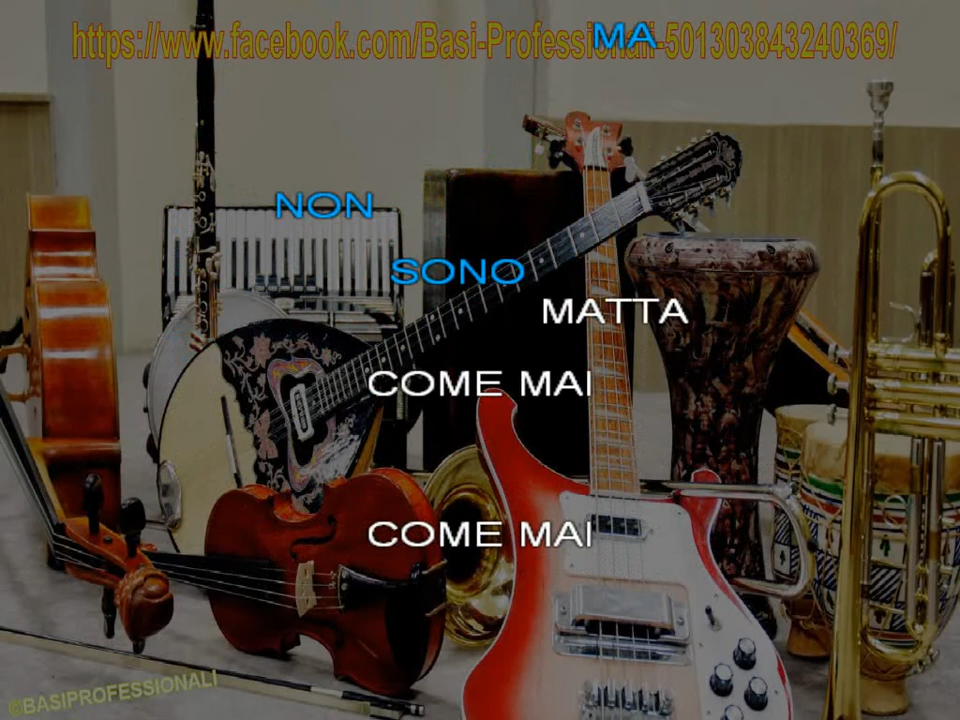 https://www.facebook.com/Basi-Professionali-501303843240369/
MA
NON
SONO
MATTA
COME MAI
COME MAI
©BASIPROFESSIONALI